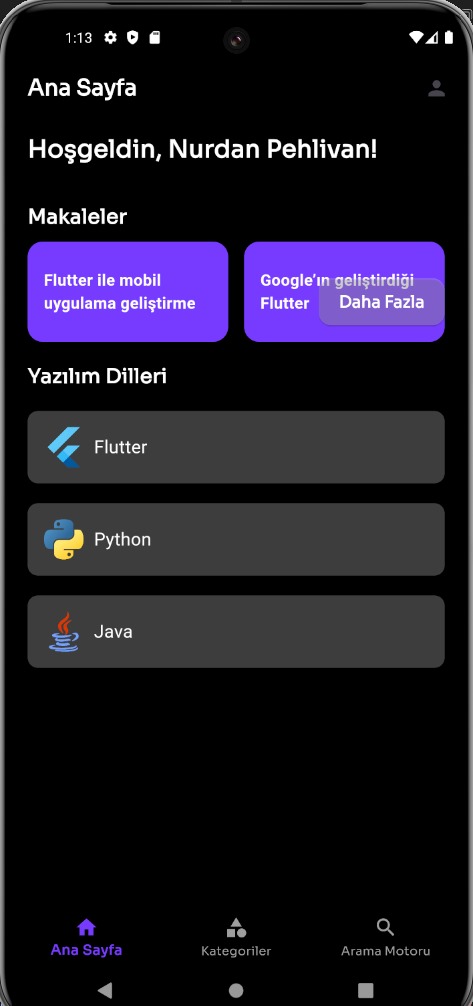 1:13
Ana Sayfa
Hoşgeldin, Nurdan Pehlivan!
Makaleler
Flutter ile mobil
uygulama geliştirme
Google'ın geliştirdiği
Flutter
Daha Fazla
Yazılım Dilleri
Flutter
Python
Java
Ana Sayfa
Kategoriler
Arama Motoru